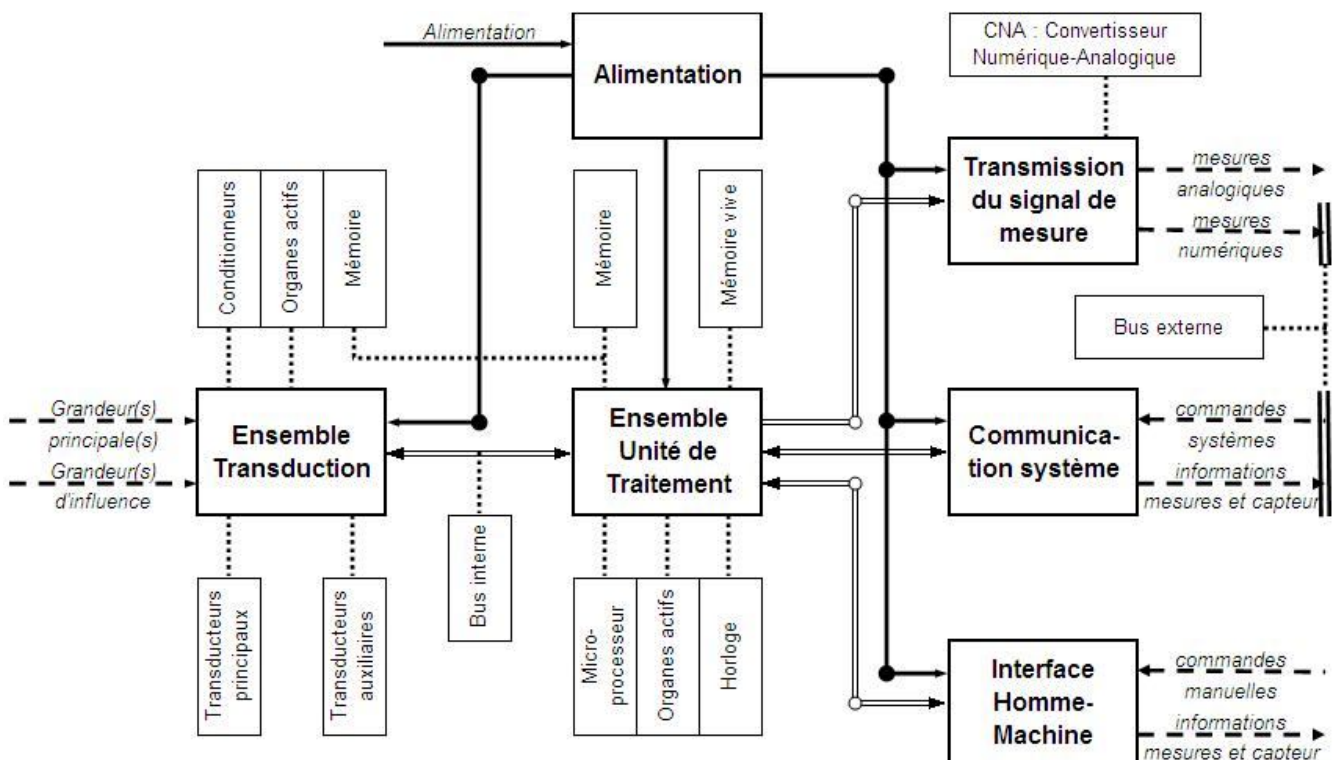 Alimentation
Alimentation
CNA : Convertisseur
Numérique-Analogique
Conditionneurs
Organes actifs
Mémoire
Mémoire
Mémoire vive
Transmission
du signal de
mesure
mesures
analogiques
mesures
numériques
Bus externe
Grandeur(s)
principale(s)
Grandeur(s)
d'influence
Ensemble
Transduction
Ensemble
Unité de
Traitement
Communica-
tion système
commandes
systèmes
informations
mesures et capteur
Transducteurs
principaux
Transducteurs
auxiliaires
Bus interne
Micro-
processeur
Organes actifs
Horloge
Interface
Homme-
Machine
commandes
manuelles
informations
mesures et capteur